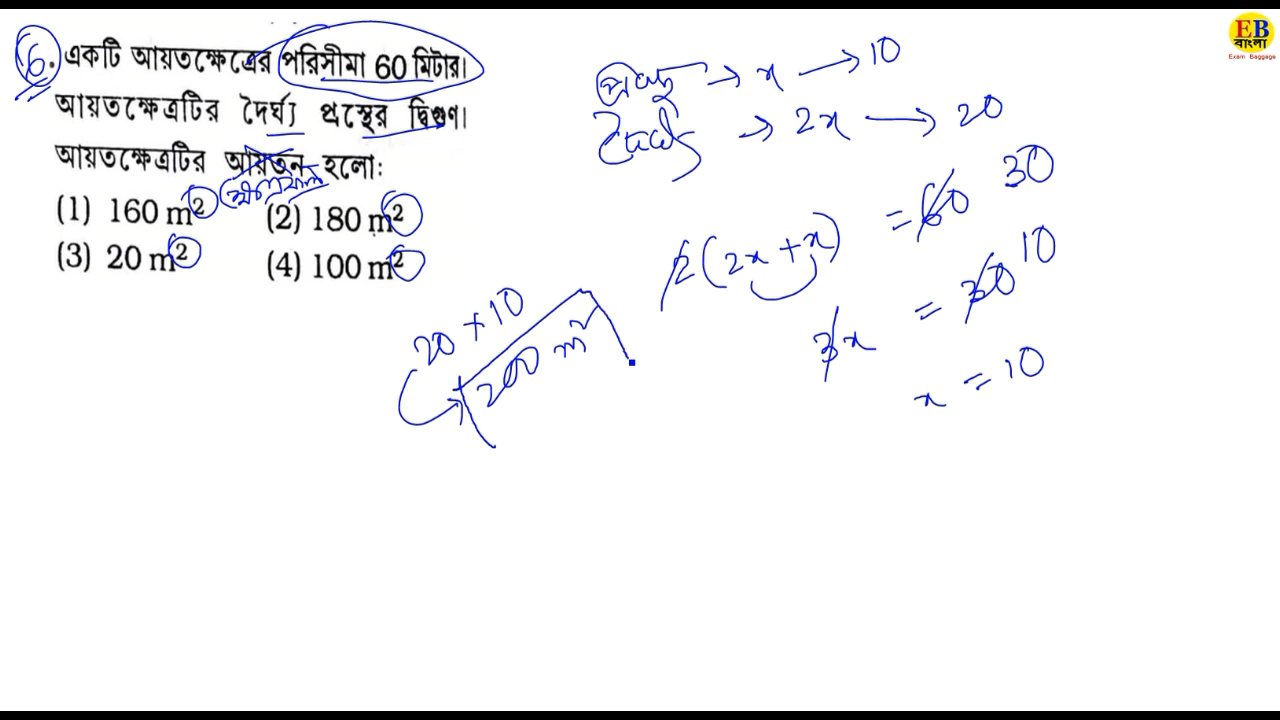 6. একটি আয়তক্ষেত্রের পরিসীমা 60 মিটার।
আয়তক্ষেত্রটির দৈর্ঘ্য প্রস্থের দ্বিগুণ।
আয়তক্ষেত্রটির আয়তন হলো:
(1) 160 m2 (2) 180 m2
(3) 20 m2 (4) 100 m2
→ x → 10
→ 2x → 20
2(2x + x) = 60 30
3x = 30 10
x = 10
20 × 10
200 m²
EB
বাংলা
Exam Baggage